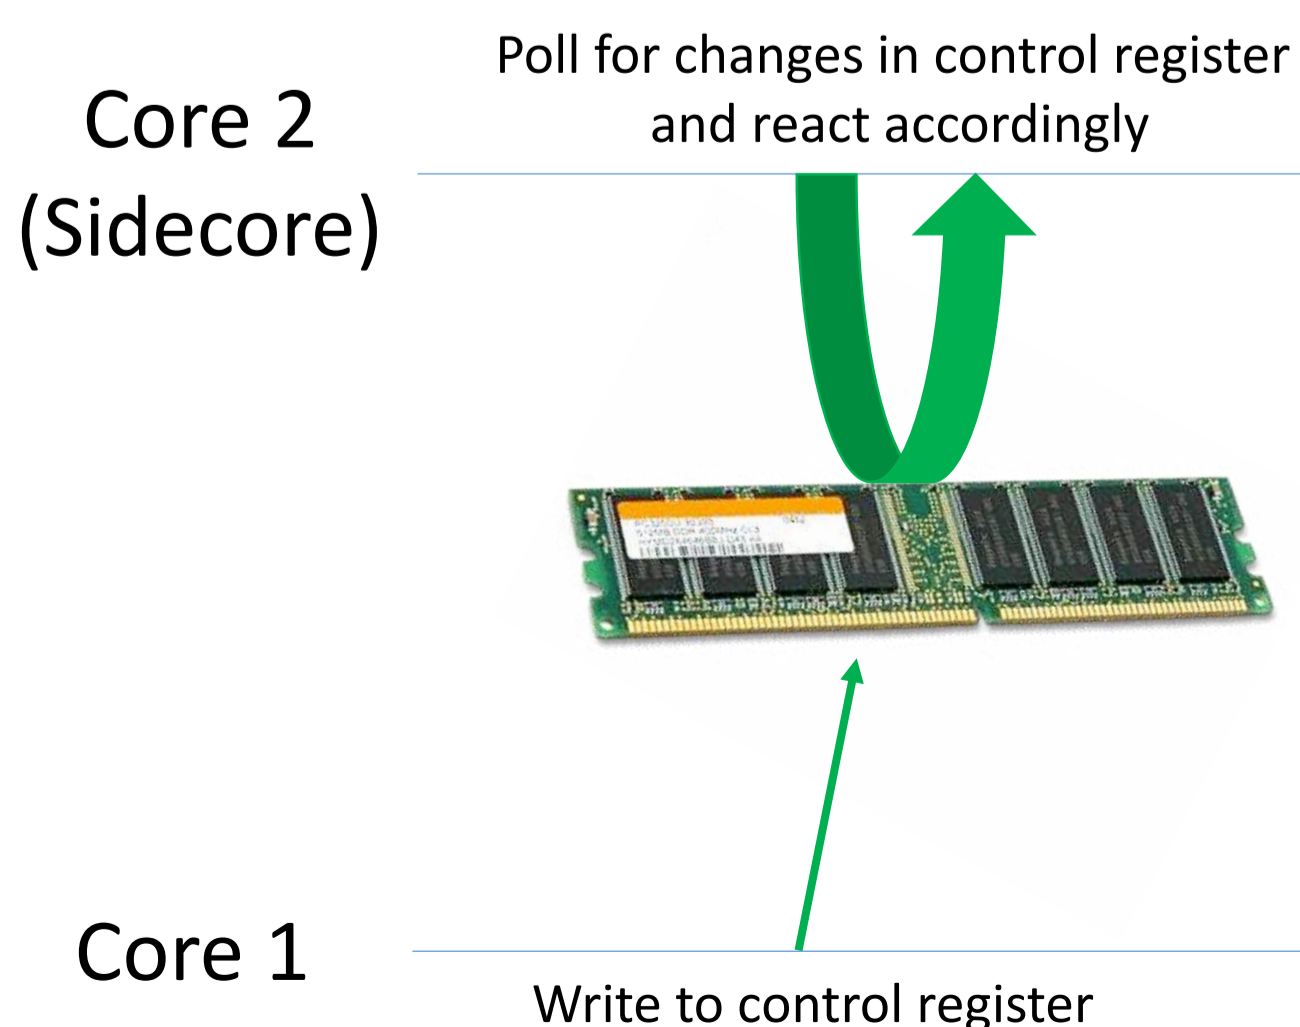 Poll for changes in control register
and react accordingly
Core 2
(Sidecore)
Core 1
Write to control register